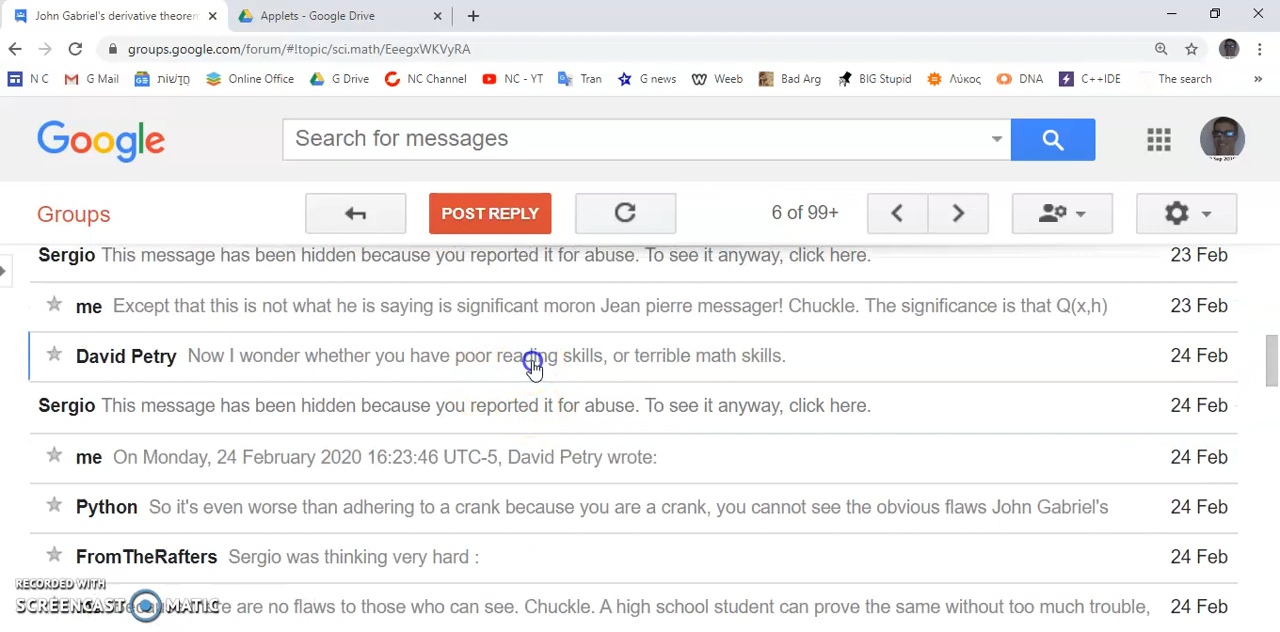 John Gabriel's derivative theorem
Applets - Google Drive
groups.google.com/forum/#!topic/sci.math/EeegxWKVyRA
N C G Mail חֲדָשׁוֹת Online Office G Drive NC Channel NC - YT Tran G news Weeb Bad Arg BIG Stupid Λύκος DNA C++IDE The search »
Google Search for messages
Groups POST REPLY 6 of 99+
Sergio This message has been hidden because you reported it for abuse. To see it anyway, click here. 23 Feb
me Except that this is not what he is saying is significant moron Jean pierre messager! Chuckle. The significance is that Q(x,h) 23 Feb
David Petry Now I wonder whether you have poor reading skills, or terrible math skills. 24 Feb
Sergio This message has been hidden because you reported it for abuse. To see it anyway, click here. 24 Feb
me On Monday, 24 February 2020 16:23:46 UTC-5, David Petry wrote: 24 Feb
Python So it's even worse than adhering to a crank because you are a crank, you cannot see the obvious flaws John Gabriel's 24 Feb
FromTheRafters Sergio was thinking very hard : 24 Feb
are no flaws to those who can see. Chuckle. A high school student can prove the same without too much trouble, 24 Feb
RECORDED WITH
SCREENCAST MATIC